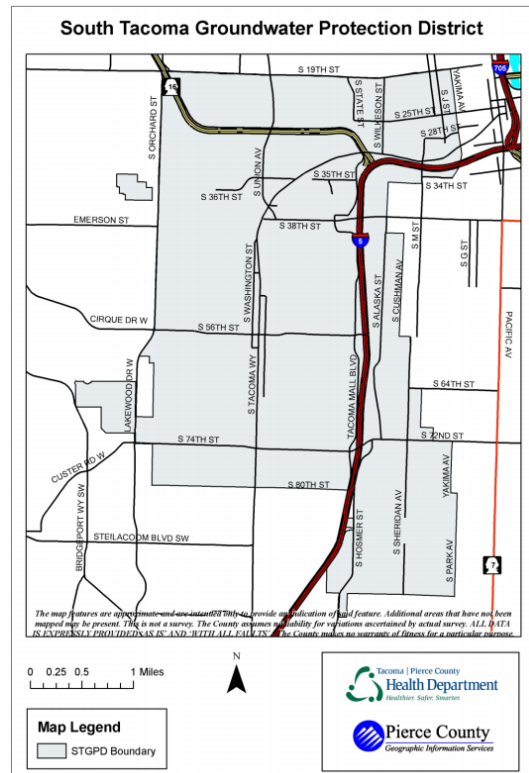 South Tacoma Groundwater Protection District
705
S 19TH ST
16
S ORCHARD ST
S STATE ST
S WILKESON ST
YAKIMA AV
S J ST
S 25TH ST
S 28TH ST
S UNION AV
S 35TH ST
S 34TH ST
S 36TH ST
EMERSON ST
S 38TH ST
S M ST
S G ST
5
S WASHINGTON ST
S ALASKA ST
S CUSHMAN AV
CIRQUE DR W
S 56TH ST
PACIFIC AV
LAKEWOOD DR W
S TACOMA WY
TACOMA MALL BLVD
S 64TH ST
S 74TH ST
S 72ND ST
CUSTER RD W
YAKIMA AV
S 80TH ST
BRIDGEPORT WY SW
STEILACOOM BLVD SW
S HOSMER ST
S SHERIDAN AV
S PARK AV
7
The map features are approximate and are intended only to provide an indication of said feature. Additional areas that have not been
mapped may be present. This is not a survey. The County assumes no liability for variations ascertained by actual survey. ALL DATA
IS EXPRESSLY PROVIDED 'AS IS' AND 'WITH ALL FAULTS'. The County makes no warranty of fitness for a particular purpose.
0 0.25 0.5 1 Miles
N
Tacoma | Pierce County
Health Department
Healthier. Safer. Smarter.
Map Legend
STGPD Boundary
Pierce County
Geographic Information Services